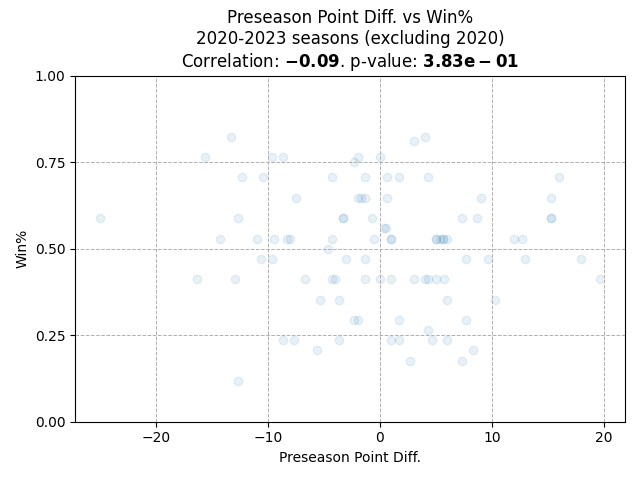 Preseason Point Diff. vs Win%
2020-2023 seasons (excluding 2020)
Correlation: −0.09. p-value: 3.83e − 01
1.00
0.75
0.50
0.25
0.00
Win%
−20
−10
0
10
20
Preseason Point Diff.